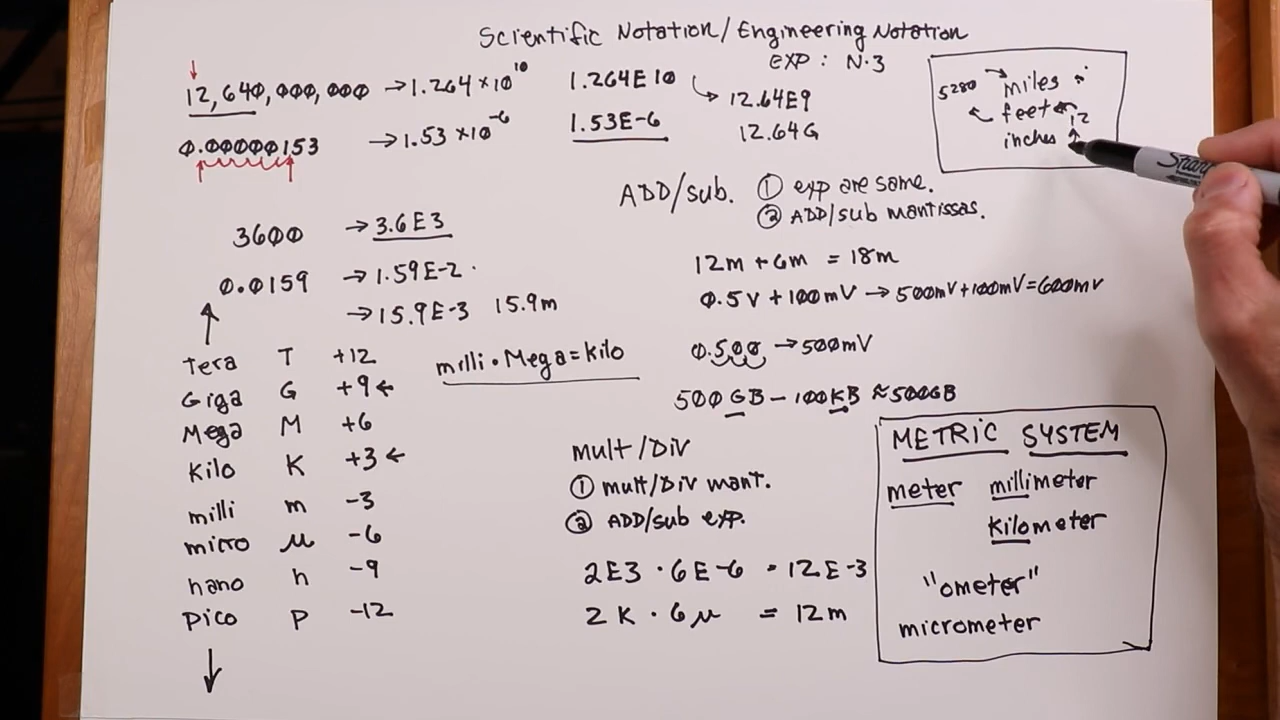 Scientific Notation/Engineering Notation
EXP: N·3
12,640,000,000 → 1.264 × 10^10
1.264E10
12.64E9
0.00000153 → 1.53 × 10^-6
1.53E-6
12.64G
5280 miles
feet
12
inches
Sharpie
ADD/sub. ① exp are same.
② ADD/sub mantissas.
3600 → 3.6E3
0.0159 → 1.59E-2
→ 15.9E-3 15.9m
12m + 6m = 18m
0.5V + 100mV → 500mV + 100mV = 600mV
0.500 → 500mV
500GB - 100KB ≈ 500GB
Tera T +12
Giga G +9 ←
Mega M +6
Kilo K +3 ←
milli m -3
micro μ -6
nano n -9
Pico P -12
milli · Mega = Kilo
mult/DIV
① mult/Div mant.
② ADD/sub exp.
2E3 · 6E-6 = 12E-3
2K · 6μ = 12m
METRIC SYSTEM
meter millimeter
kilometer
"ometer"
micrometer